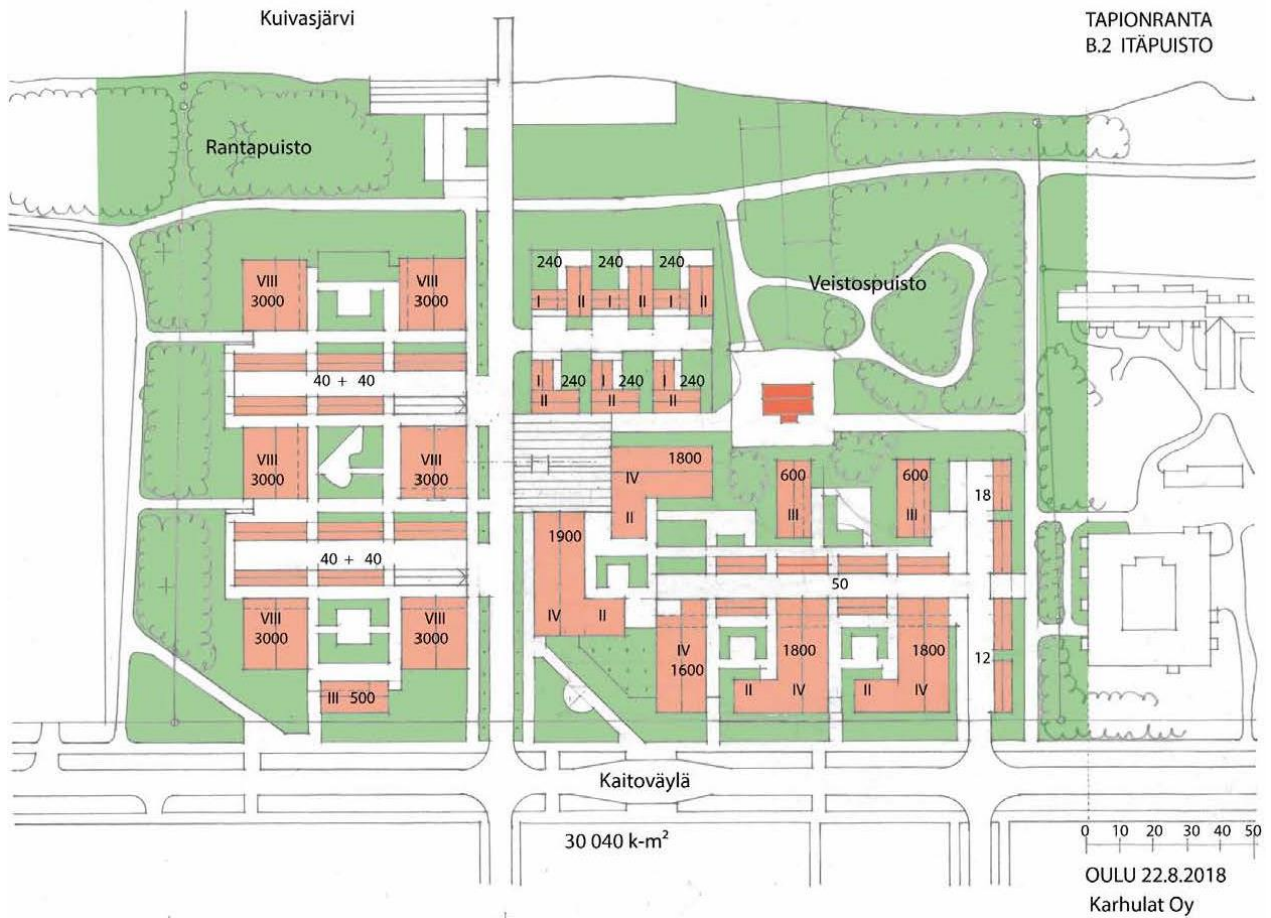 Kuivasjärvi
TAPIONRANTA
B.2 ITÄPUISTO
Rantapuisto
VIII
3000
VIII
3000
240
240
240
I
II
I
II
I
II
Veistospuisto
40 + 40
I
240
I
240
I
240
II
II
II
VIII
3000
VIII
3000
1800
IV
II
600
III
600
III
18
40 + 40
1900
IV
II
50
VIII
3000
VIII
3000
IV
1600
1800
II
IV
1800
II
IV
12
III 500
Kaitoväylä
30 040 k-m²
0 10 20 30 40 50
OULU 22.8.2018
Karhulat Oy